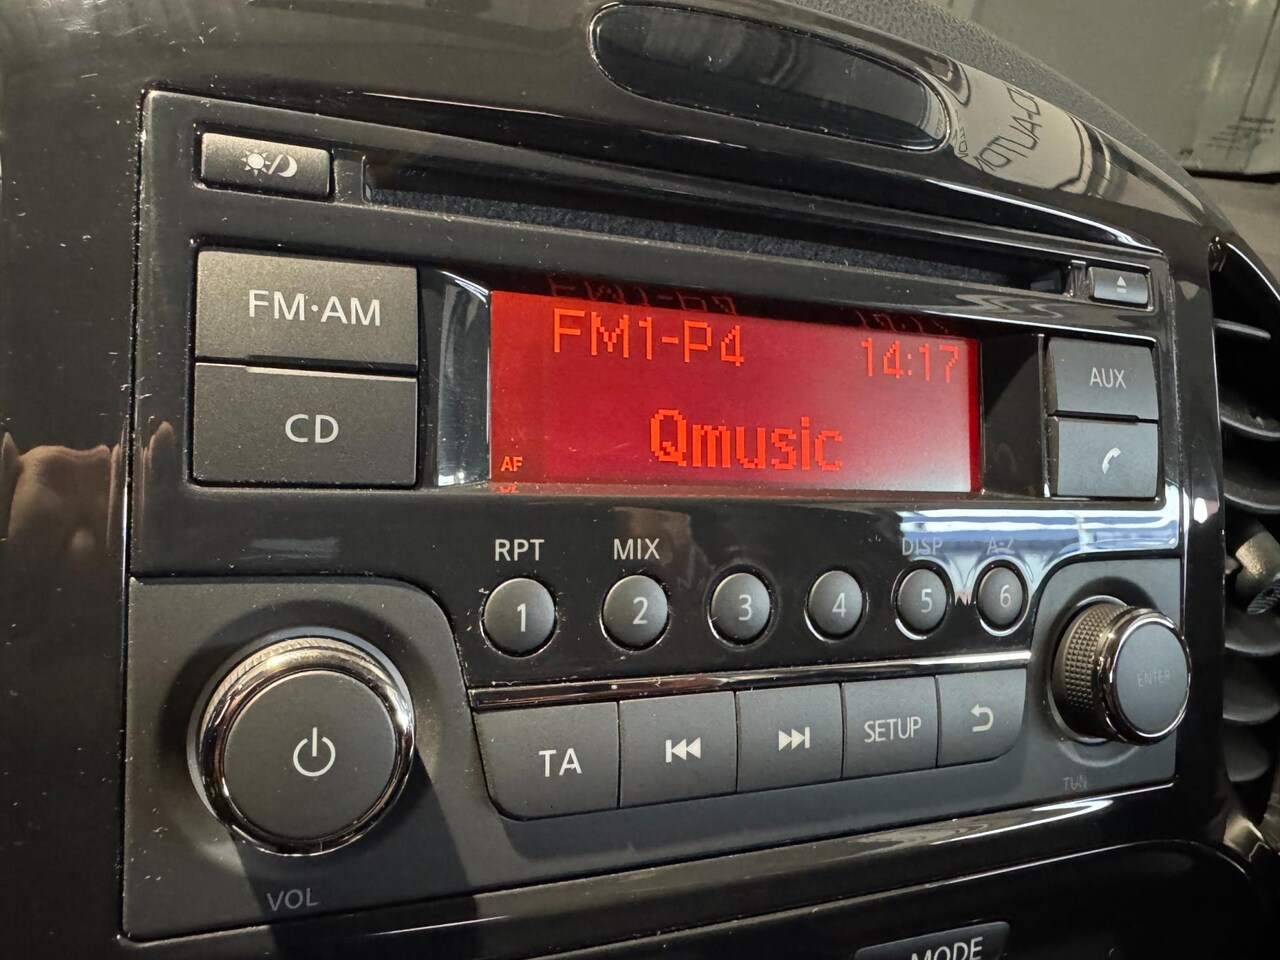 FM·AM
CD
FM1-P4 14:17
Qmusic
AF
AUX
RPT MIX DISP A-Z
1 2 3 4 5 6
ENTER
TA SETUP
TUN
VOL
MODE